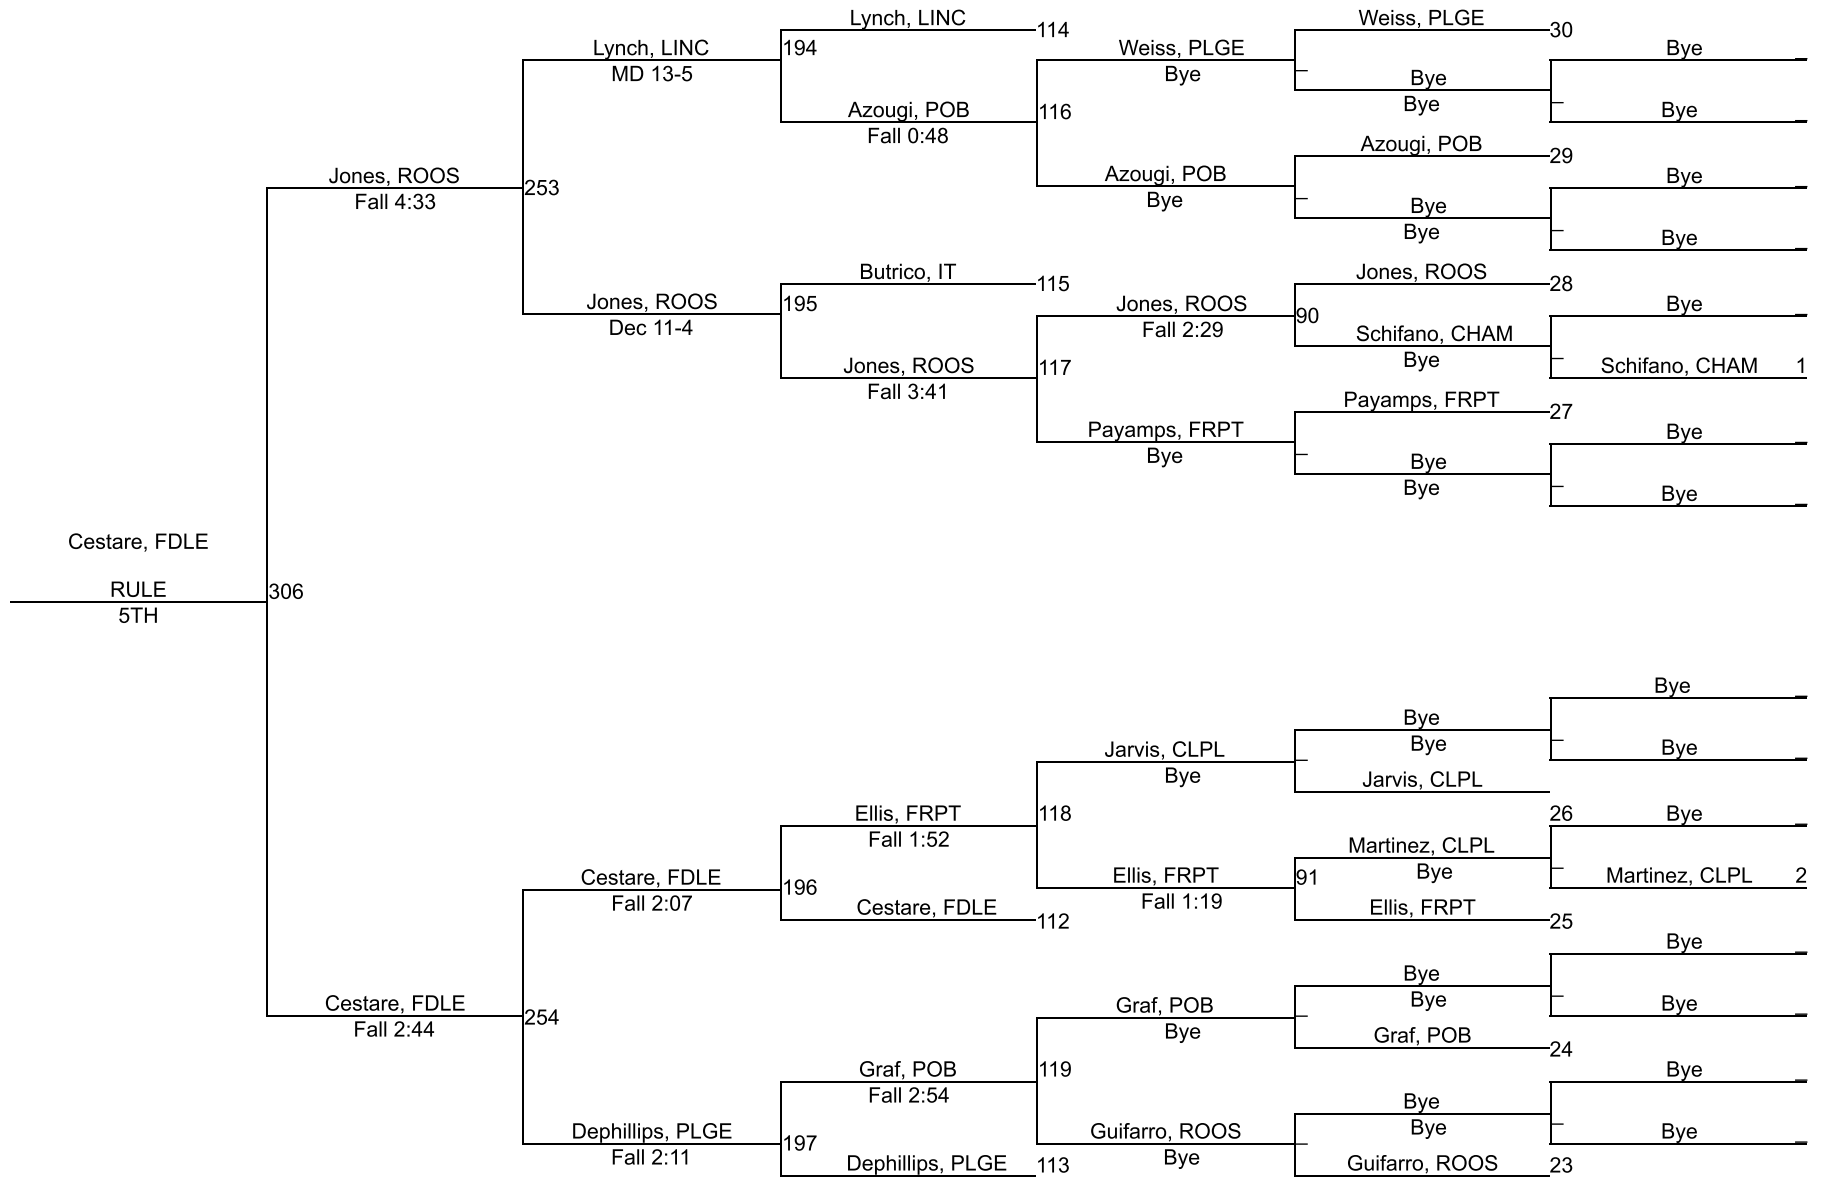 Lynch, LINC
114
Weiss, PLGE
30
Bye
_
Lynch, LINC
MD 13-5
194
Weiss, PLGE
Bye
_
Bye
Bye
_
Bye
_
Azougi, POB
Fall 0:48
116
Azougi, POB
29
Bye
_
Jones, ROOS
Fall 4:33
253
Azougi, POB
Bye
_
Bye
Bye
_
Bye
_
Butrico, IT
115
Jones, ROOS
28
Bye
_
Jones, ROOS
Dec 11-4
195
Jones, ROOS
Fall 2:29
90
Schifano, CHAM
Bye
_
Schifano, CHAM 1
Jones, ROOS
Fall 3:41
117
Payamps, FRPT
27
Bye
_
Payamps, FRPT
Bye
_
Bye
Bye
_
Bye
_
Cestare, FDLE
RULE
5TH
306
Bye
_
Bye
Bye
_
Bye
_
Jarvis, CLPL
Bye
_
Jarvis, CLPL
26
Bye
_
Ellis, FRPT
Fall 1:52
118
Martinez, CLPL
Bye
_
Martinez, CLPL 2
Cestare, FDLE
Fall 2:07
196
Ellis, FRPT
Fall 1:19
91
Ellis, FRPT
25
Cestare, FDLE
112
Bye
_
Bye
Bye
_
Bye
_
Cestare, FDLE
Fall 2:44
254
Graf, POB
Bye
_
Graf, POB
24
Graf, POB
Fall 2:54
119
Bye
_
Bye
Bye
_
Bye
_
Dephillips, PLGE
Fall 2:11
197
Guifarro, ROOS
Bye
_
Guifarro, ROOS
23
Dephillips, PLGE
113